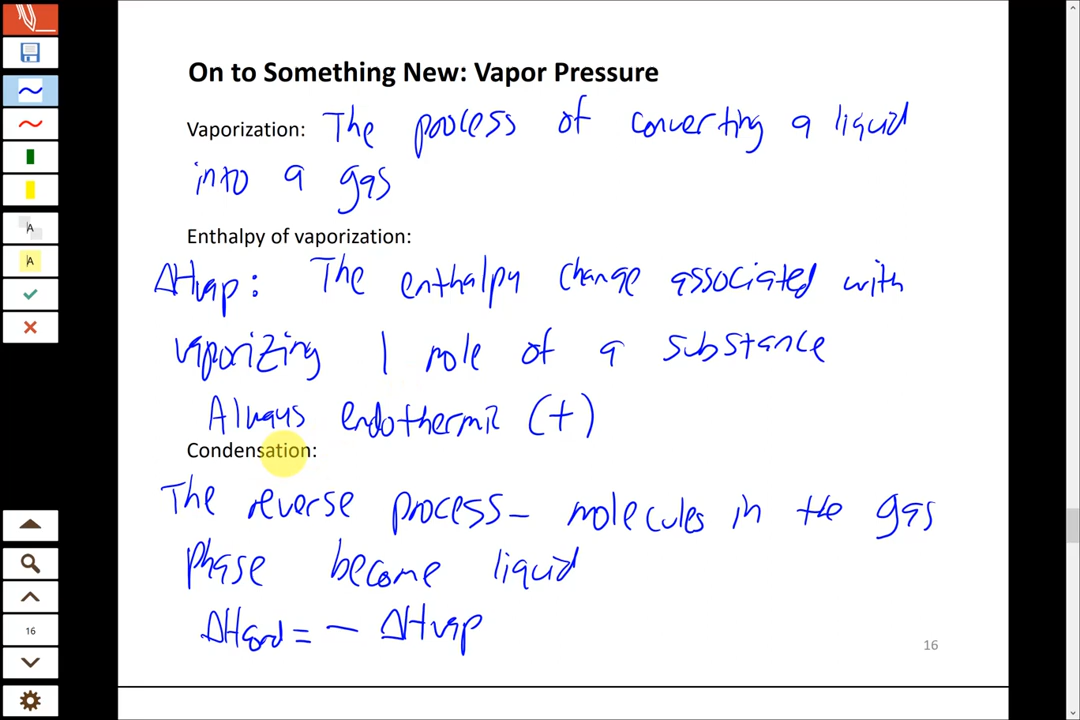 On to Something New: Vapor Pressure
Vaporization: The process of converting a liquid
into a gas
Enthalpy of vaporization:
ΔHvap: The enthalpy change associated with
vaporizing 1 mole of a substance
Always endothermic (+)
Condensation:
The reverse process – molecules in the gas
phase become liquid
ΔHcond = – ΔHvap
16
16
A
A